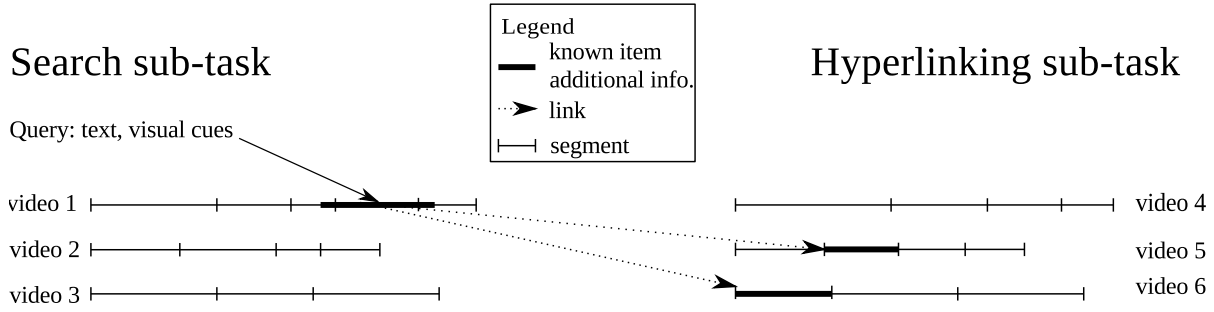 Legend
known item
additional info.
link
segment
Search sub-task
Hyperlinking sub-task
Query: text, visual cues
video 1
video 2
video 3
video 4
video 5
video 6